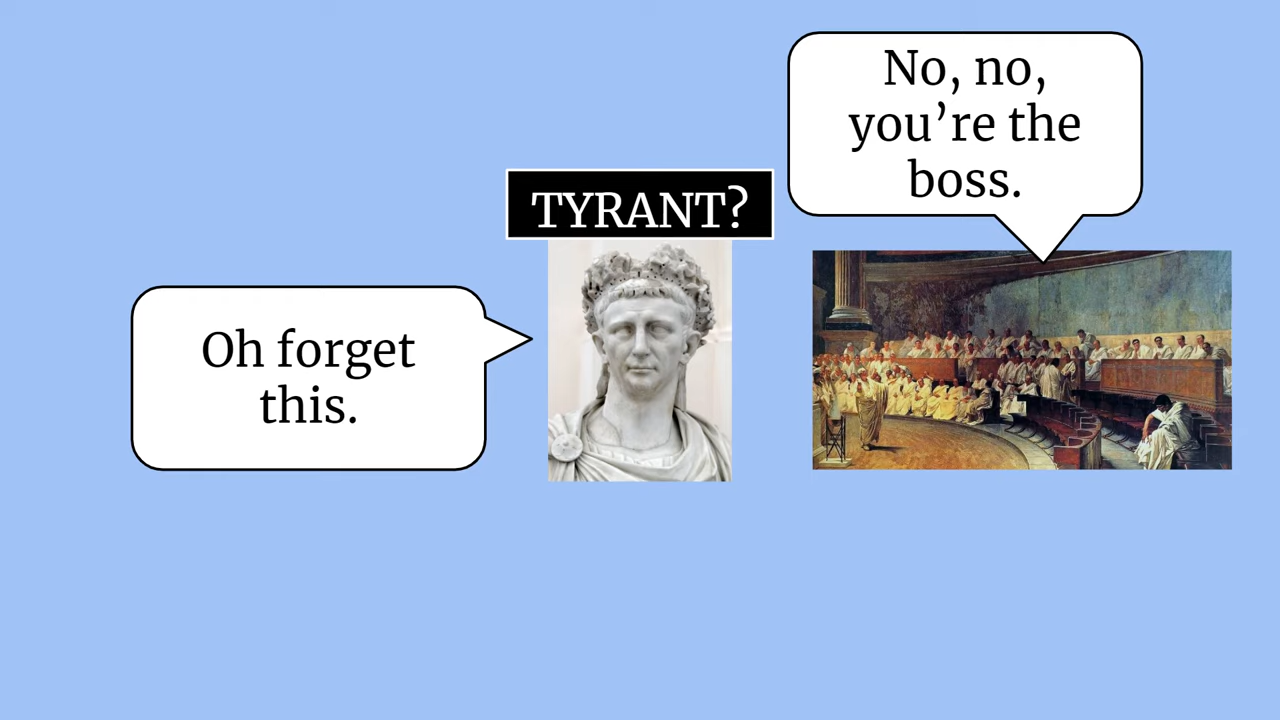 No, no,
you’re the
boss.
TYRANT?
Oh forget
this.